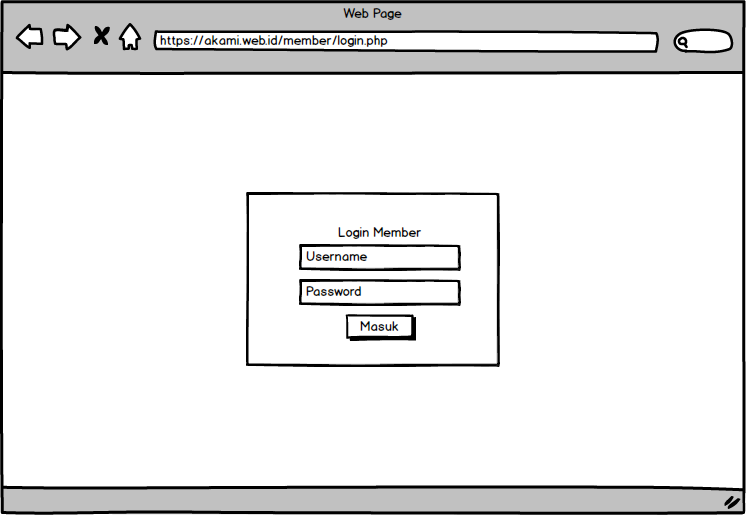 Web Page
https://akami.web.id/member/login.php
Login Member
Username
Password
Masuk